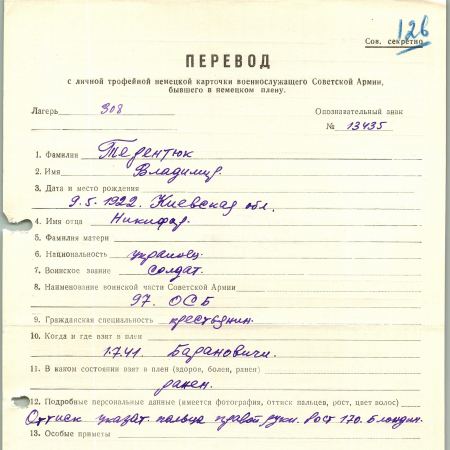 126
Сов. секретно
ПЕРЕВОД
с личной трофейной немецкой карточки военнослужащего Советской Армии,
бывшего в немецком плену.
Лагерь 308 Опознавательный знак
№ 13435
1. Фамилия Терентюк
2. Имя Владимир.
3. Дата и место рождения
9.5.1922. Киевская обл.
4. Имя отца Никифор.
5. Фамилия матери
6. Национальность украинец.
7. Воинское звание солдат.
8. Наименование воинской части Советской Армии
97. ОСБ
9. Гражданская специальность крестьянин.
10. Когда и где взят в плен
1.7.41. Барановичи.
11. В каком состоянии взят в плен (здоров, болен, ранен)
ранен.
12. Подробные персональные данные (имеется фотография, оттиск пальцев, рост, цвет волос)
Оттиск указат. пальца правой руки. Рост 170. Блондин.
13. Особые приметы